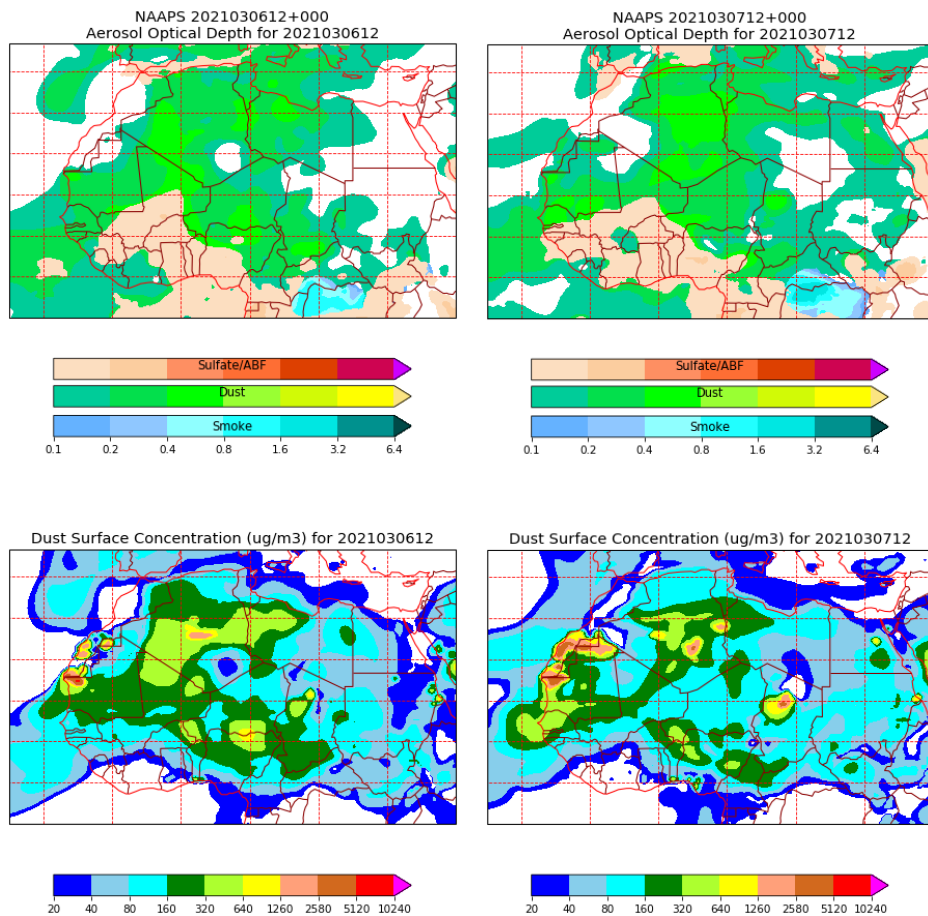 NAAPS 2021030612+000
Aerosol Optical Depth for 2021030612
NAAPS 2021030712+000
Aerosol Optical Depth for 2021030712
Sulfate/ABF
Dust
Smoke
0.1 0.2 0.4 0.8 1.6 3.2 6.4
Sulfate/ABF
Dust
Smoke
0.1 0.2 0.4 0.8 1.6 3.2 6.4
Dust Surface Concentration (ug/m3) for 2021030612
Dust Surface Concentration (ug/m3) for 2021030712
20 40 80 160 320 640 1260 2580 5120 10240
20 40 80 160 320 640 1260 2580 5120 10240